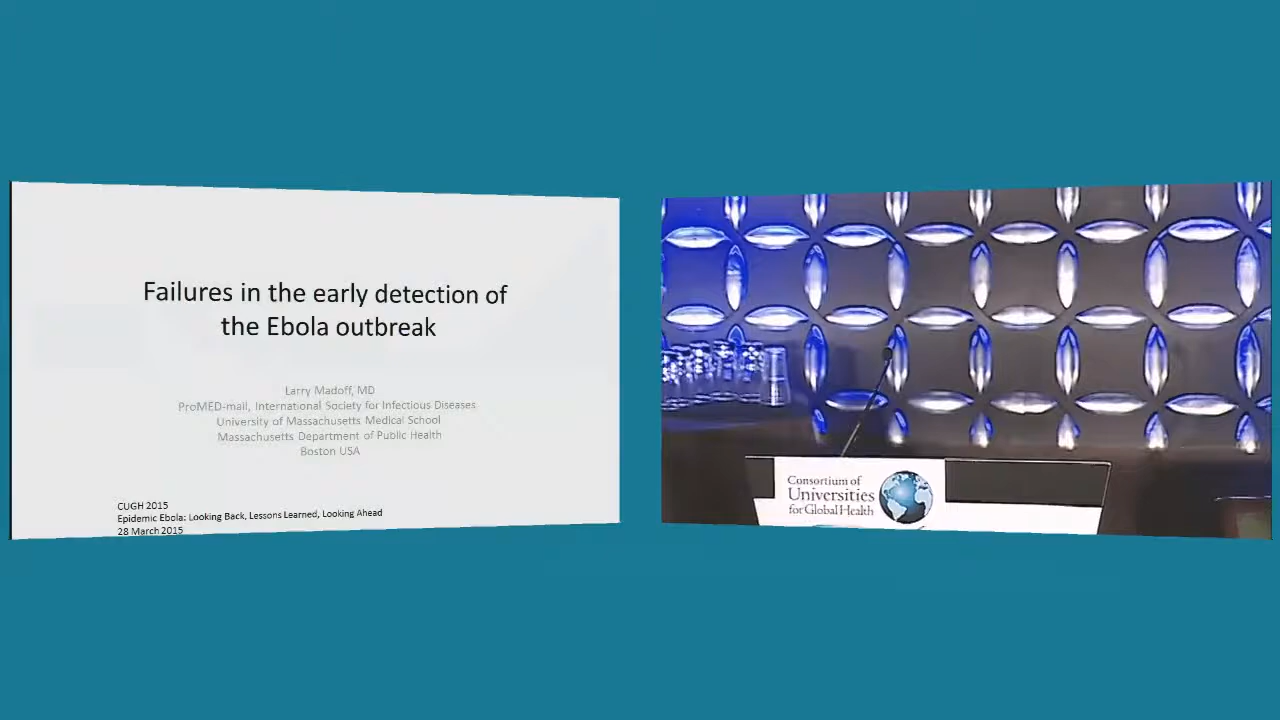 Failures in the early detection of
the Ebola outbreak
Larry Madoff, MD
ProMED-mail, International Society for Infectious Diseases
University of Massachusetts Medical School
Massachusetts Department of Public Health
Boston USA
CUGH 2015
Epidemic Ebola: Looking Back, Lessons Learned, Looking Ahead
28 March 2015
Consortium of
Universities
for Global Health